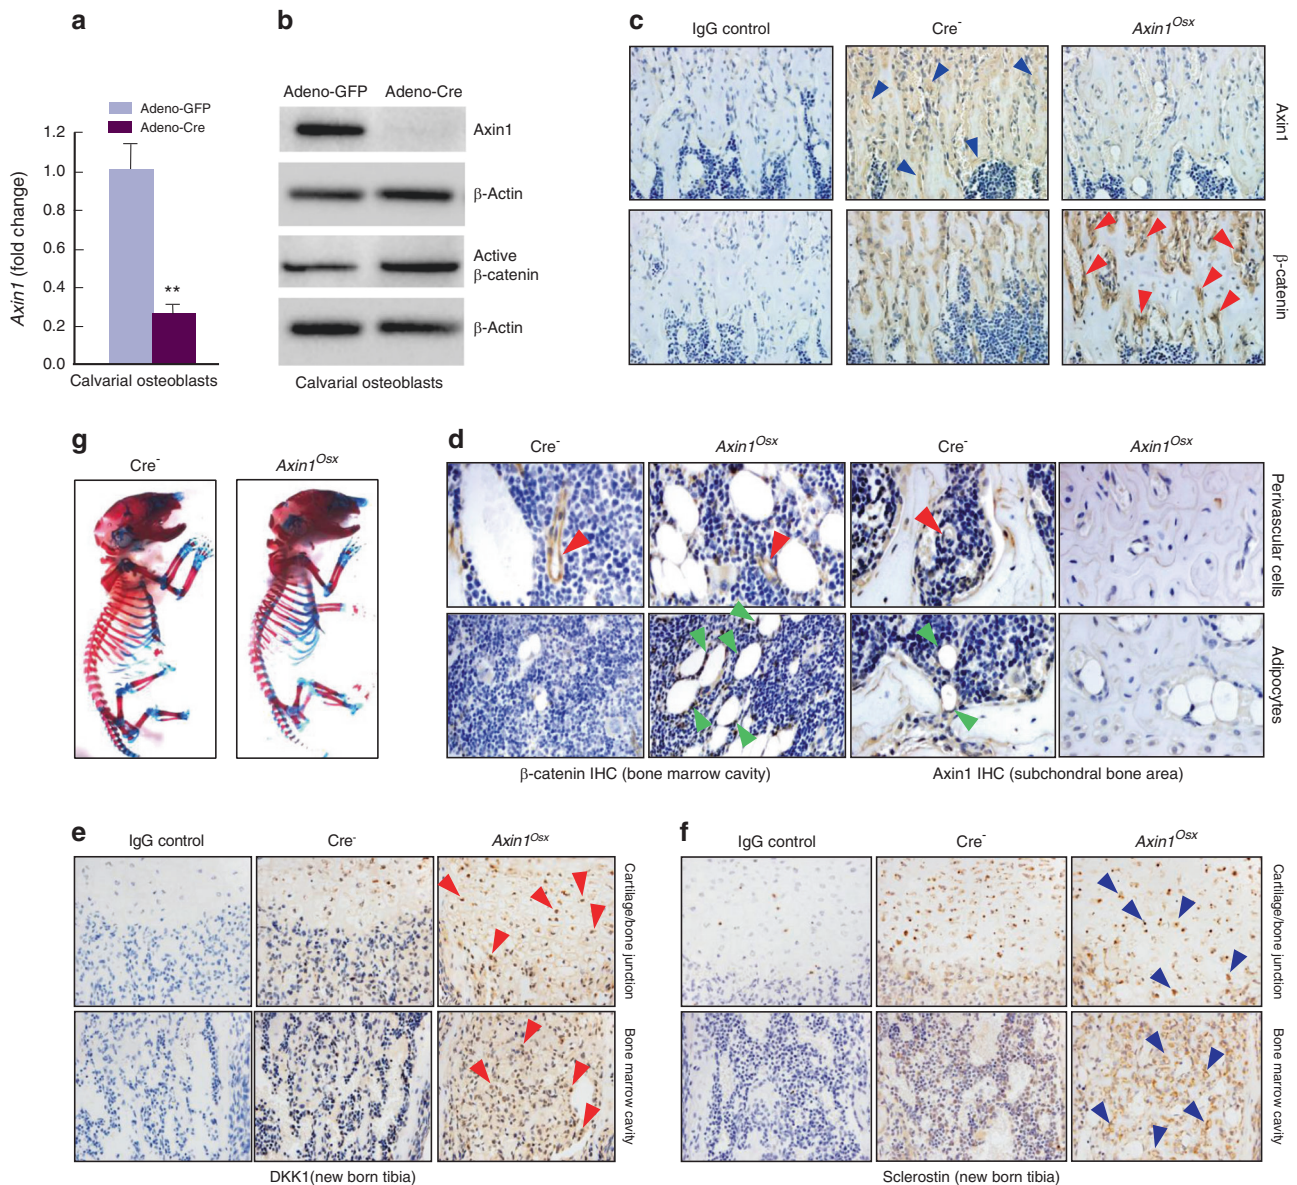 a
Adeno-GFP
Adeno-Cre
Axin1 (fold change)
1.2
1.0
0.8
0.6
0.4
0.2
0.0
**
Calvarial osteoblasts
b
Adeno-GFP Adeno-Cre
Axin1
β-Actin
Active
β-catenin
β-Actin
Calvarial osteoblasts
c
IgG control Cre⁻ Axin1ᴼˢˣ
Axin1
β-catenin
g
Cre⁻ Axin1ᴼˢˣ
d
Cre⁻ Axin1ᴼˢˣ Cre⁻ Axin1ᴼˢˣ
Perivascular cells
Adipocytes
β-catenin IHC (bone marrow cavity) Axin1 IHC (subchondral bone area)
e
IgG control Cre⁻ Axin1ᴼˢˣ
Cartilage/bone junction
Bone marrow cavity
DKK1(new born tibia)
f
IgG control Cre⁻ Axin1ᴼˢˣ
Cartilage/bone junction
Bone marrow cavity
Sclerostin (new born tibia)